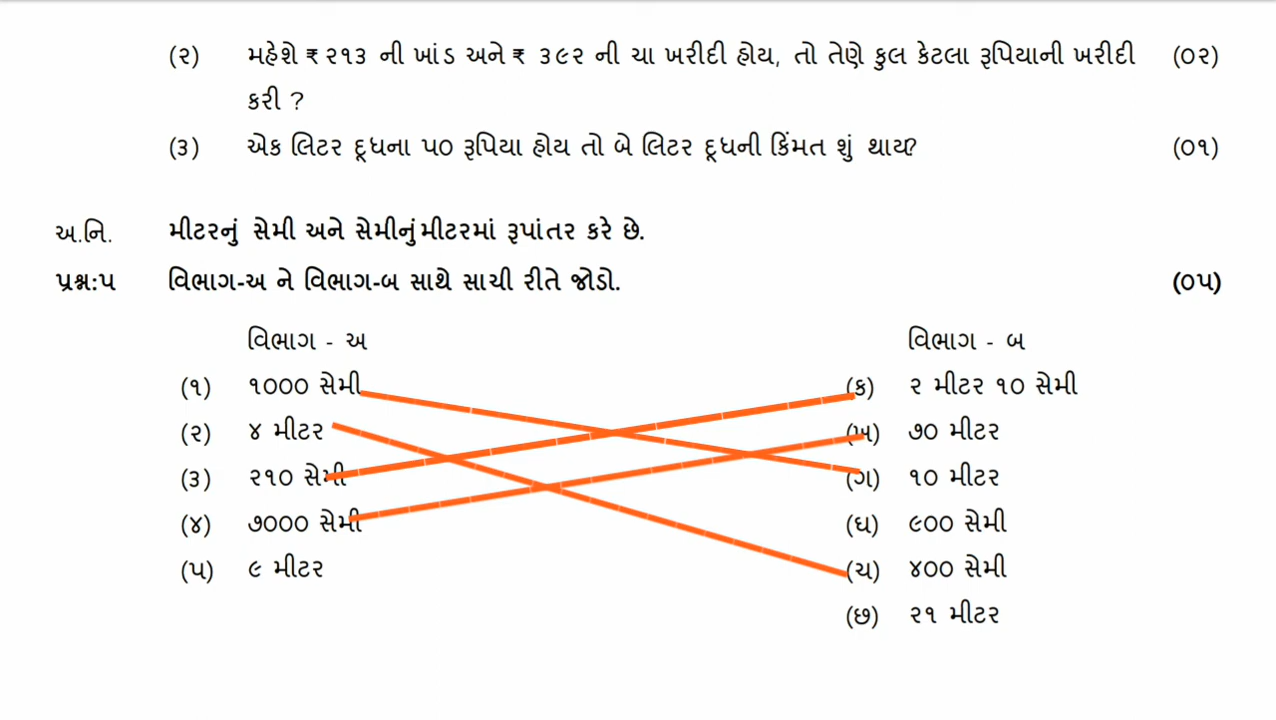 (૨) મહેશે ₹ ૨૧૩ ની ખાંડ અને ₹ ૩૯૨ ની ચા ખરીદી હોય, તો તેણે કુલ કેટલા રૂપિયાની ખરીદી (૦૨)
કરી ?
(૩) એક લિટર દૂધના ૫૦ રૂપિયા હોય તો બે લિટર દૂધની કિંમત શું થાય? (૦૧)
અ.નિ. મીટરનું સેમી અને સેમીનું મીટરમાં રૂપાંતર કરે છે.
પ્રશ્ન:૫ વિભાગ-અ ને વિભાગ-બ સાથે સાચી રીતે જોડો. (૦૫)
વિભાગ - અ વિભાગ - બ
(૧) ૧૦૦૦ સેમી (ક) ૨ મીટર ૧૦ સેમી
(૨) ૪ મીટર (ખ) ૭૦ મીટર
(૩) ૨૧૦ સેમી (ગ) ૧૦ મીટર
(૪) ૭૦૦૦ સેમી (ઘ) ૯૦૦ સેમી
(૫) ૯ મીટર (ચ) ૪૦૦ સેમી
(છ) ૨૧ મીટર